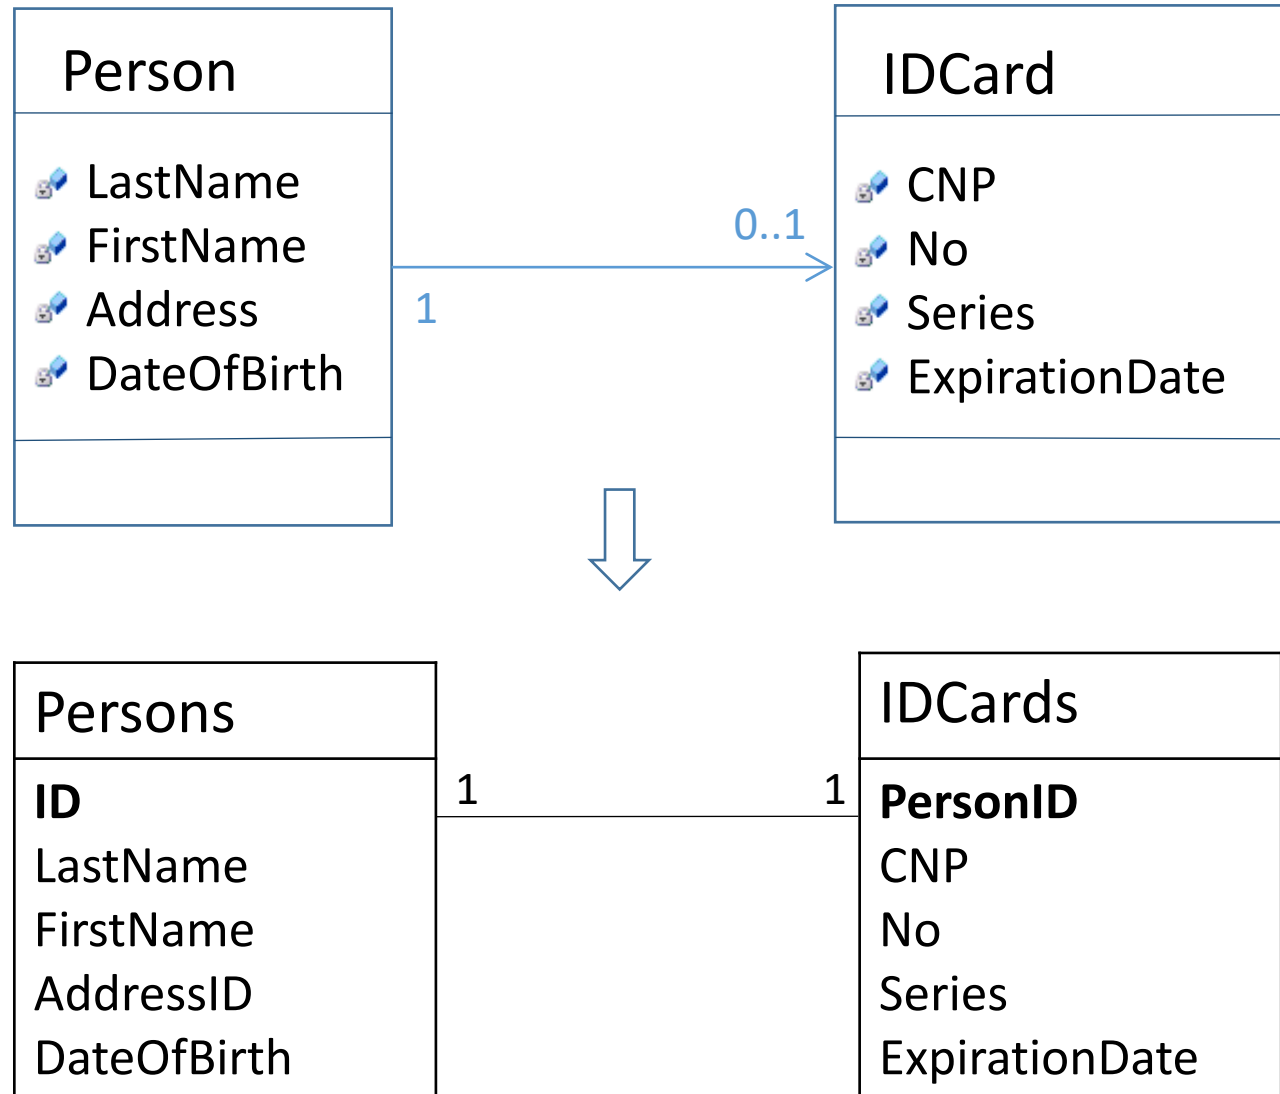 Person
LastName
FirstName
Address
DateOfBirth
1
0..1
IDCard
CNP
No
Series
ExpirationDate
Persons
ID
LastName
FirstName
AddressID
DateOfBirth
1
1
IDCards
PersonID
CNP
No
Series
ExpirationDate